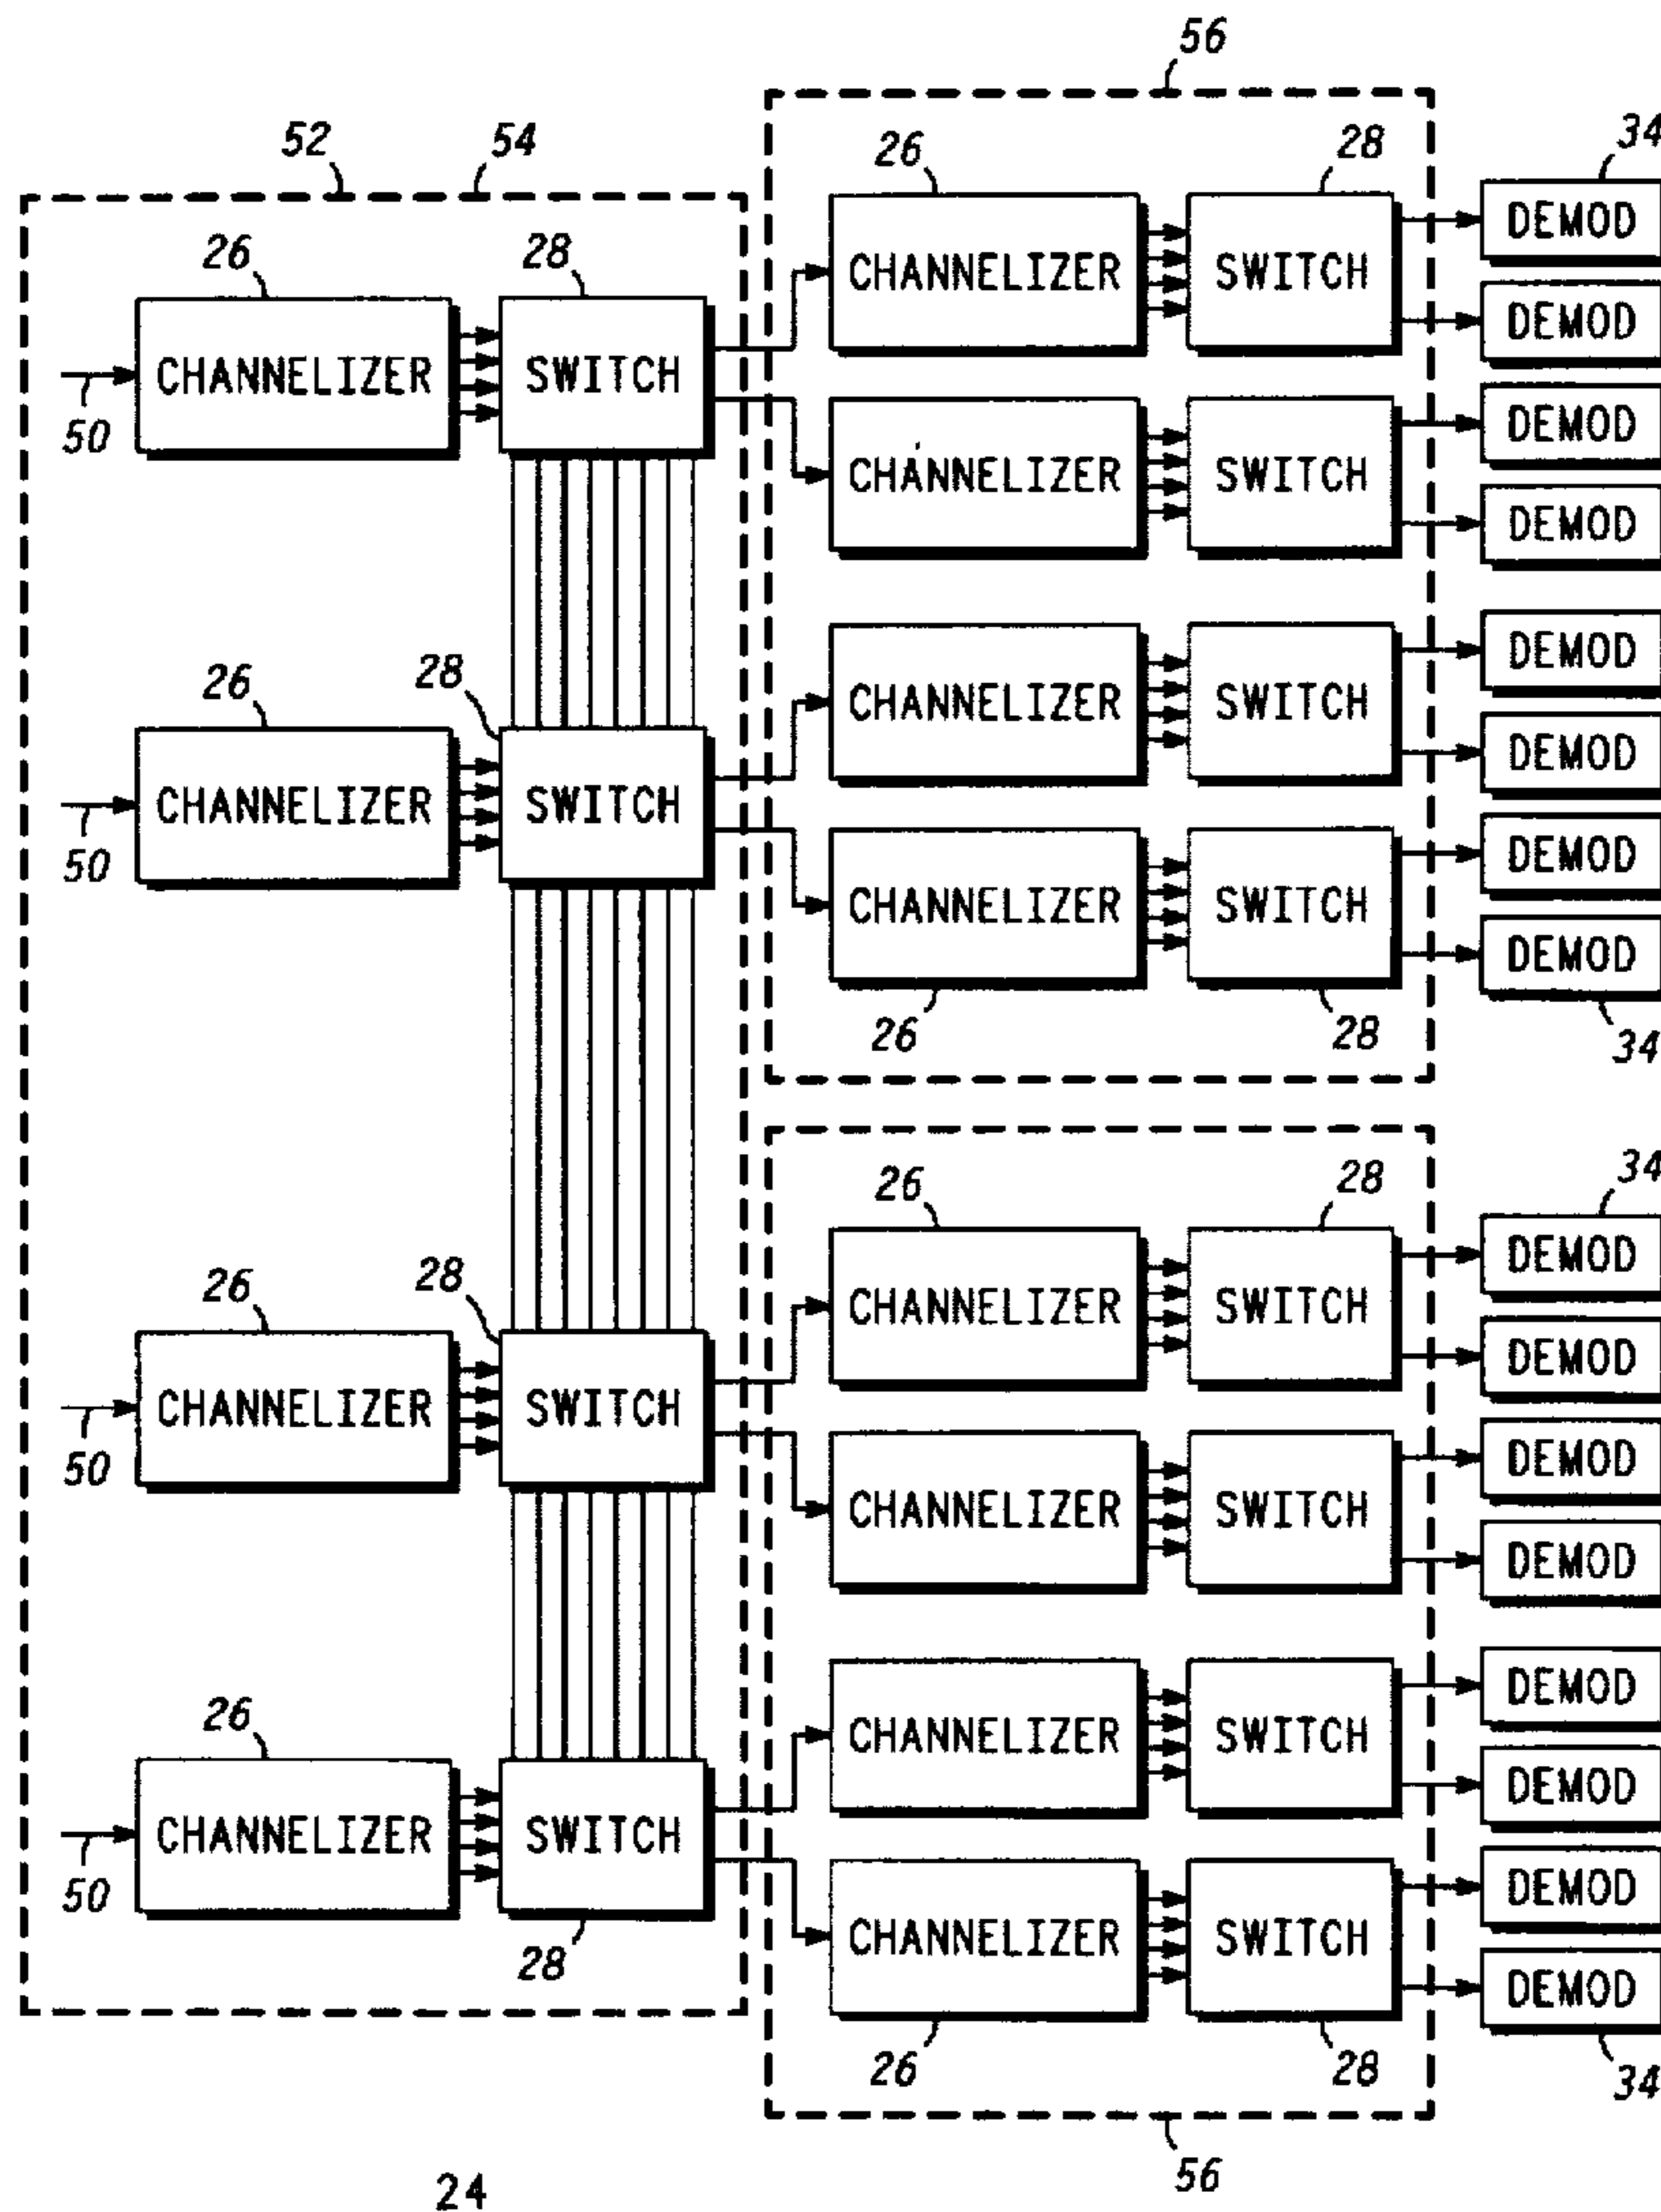 56
52 54
26 28 34
CHANNELIZER SWITCH DEMOD
26 28
DEMOD
CHANNELIZER SWITCH
50
DEMOD
CHANNELIZER SWITCH
DEMOD
DEMOD
26 28
CHANNELIZER SWITCH
DEMOD
CHANNELIZER SWITCH
50
DEMOD
CHANNELIZER SWITCH
DEMOD
26 28 34
26 28 34
DEMOD
26 28
CHANNELIZER SWITCH
DEMOD
CHANNELIZER SWITCH
50
DEMOD
CHANNELIZER SWITCH
DEMOD
DEMOD
26
CHANNELIZER SWITCH
DEMOD
CHANNELIZER SWITCH
50
DEMOD
CHANNELIZER SWITCH
28
DEMOD
26 28 34
56
24